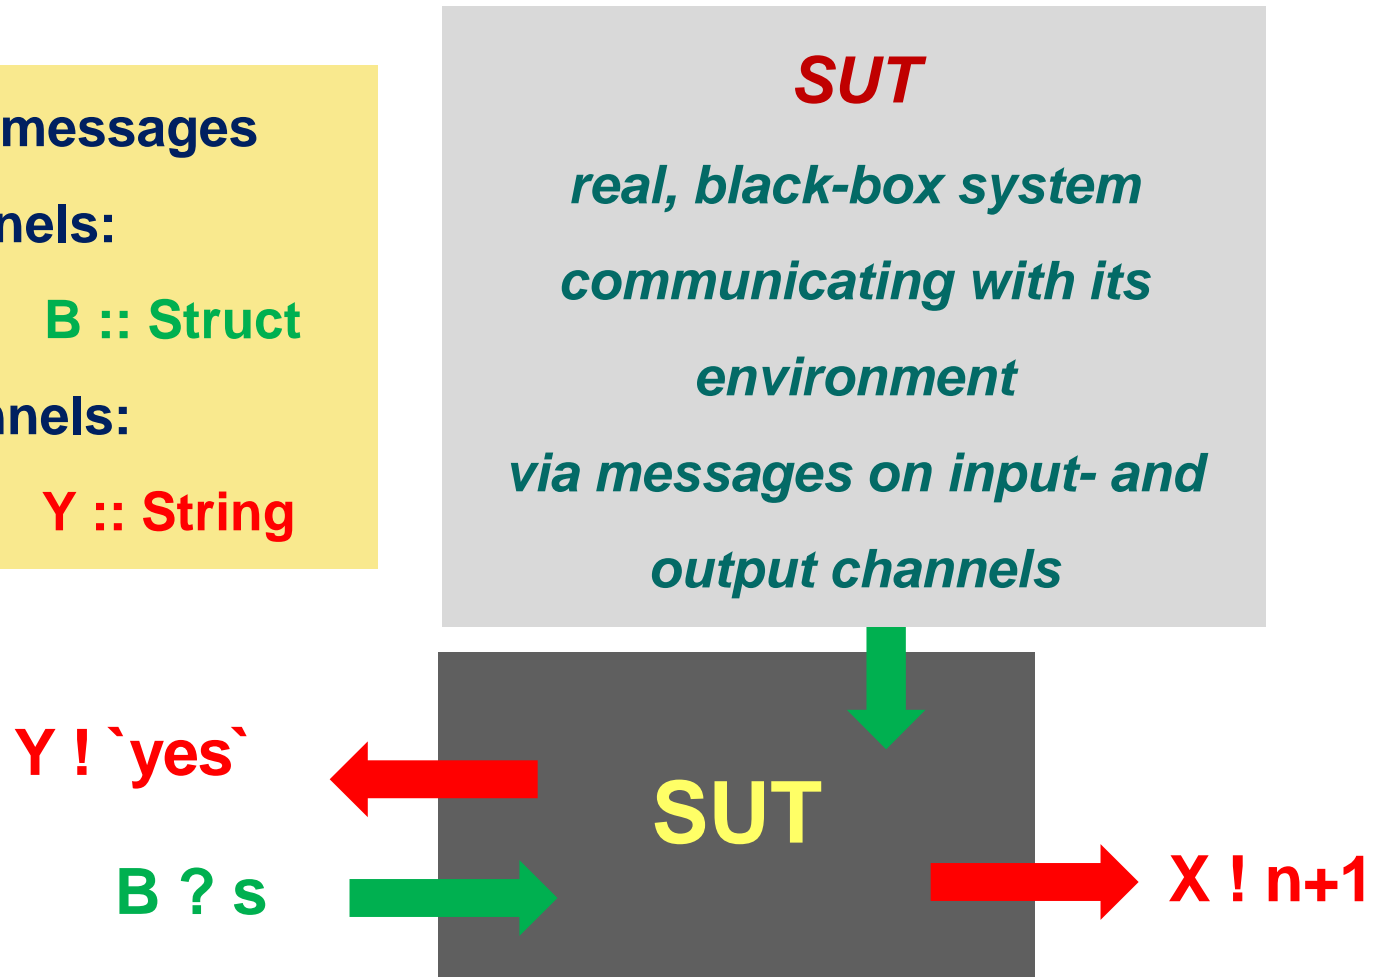 messages
nels:
B :: Struct
nnels:
Y :: String
SUT
real, black-box system
communicating with its
environment
via messages on input- and
output channels
Y ! `yes`
SUT
B ? s
X ! n+1